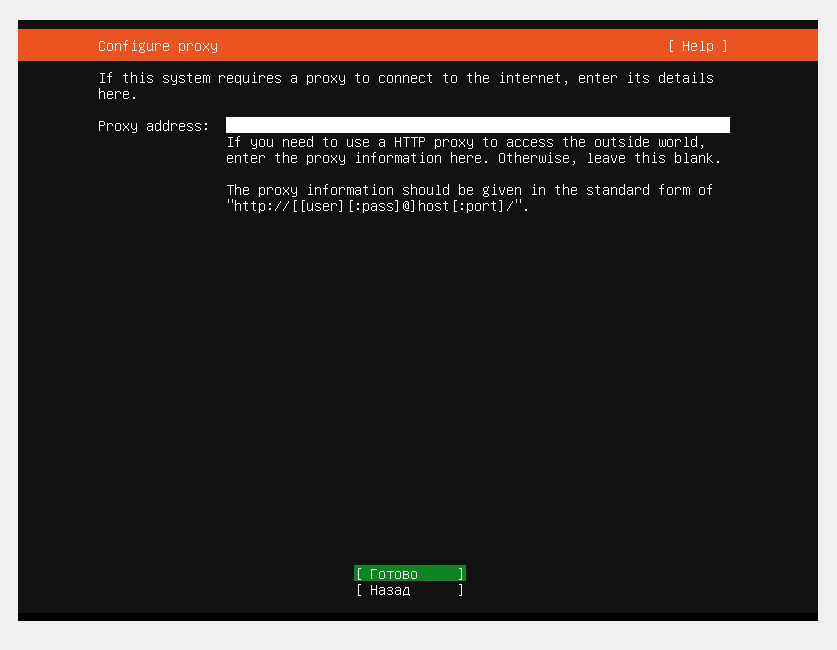 Configure proxy [ Help ]
If this system requires a proxy to connect to the internet, enter its details
here.
Proxy address:
If you need to use a HTTP proxy to access the outside world,
enter the proxy information here. Otherwise, leave this blank.
The proxy information should be given in the standard form of
"http://[[user][:pass]@]host[:port]/".
[ Готово ]
[ Назад ]